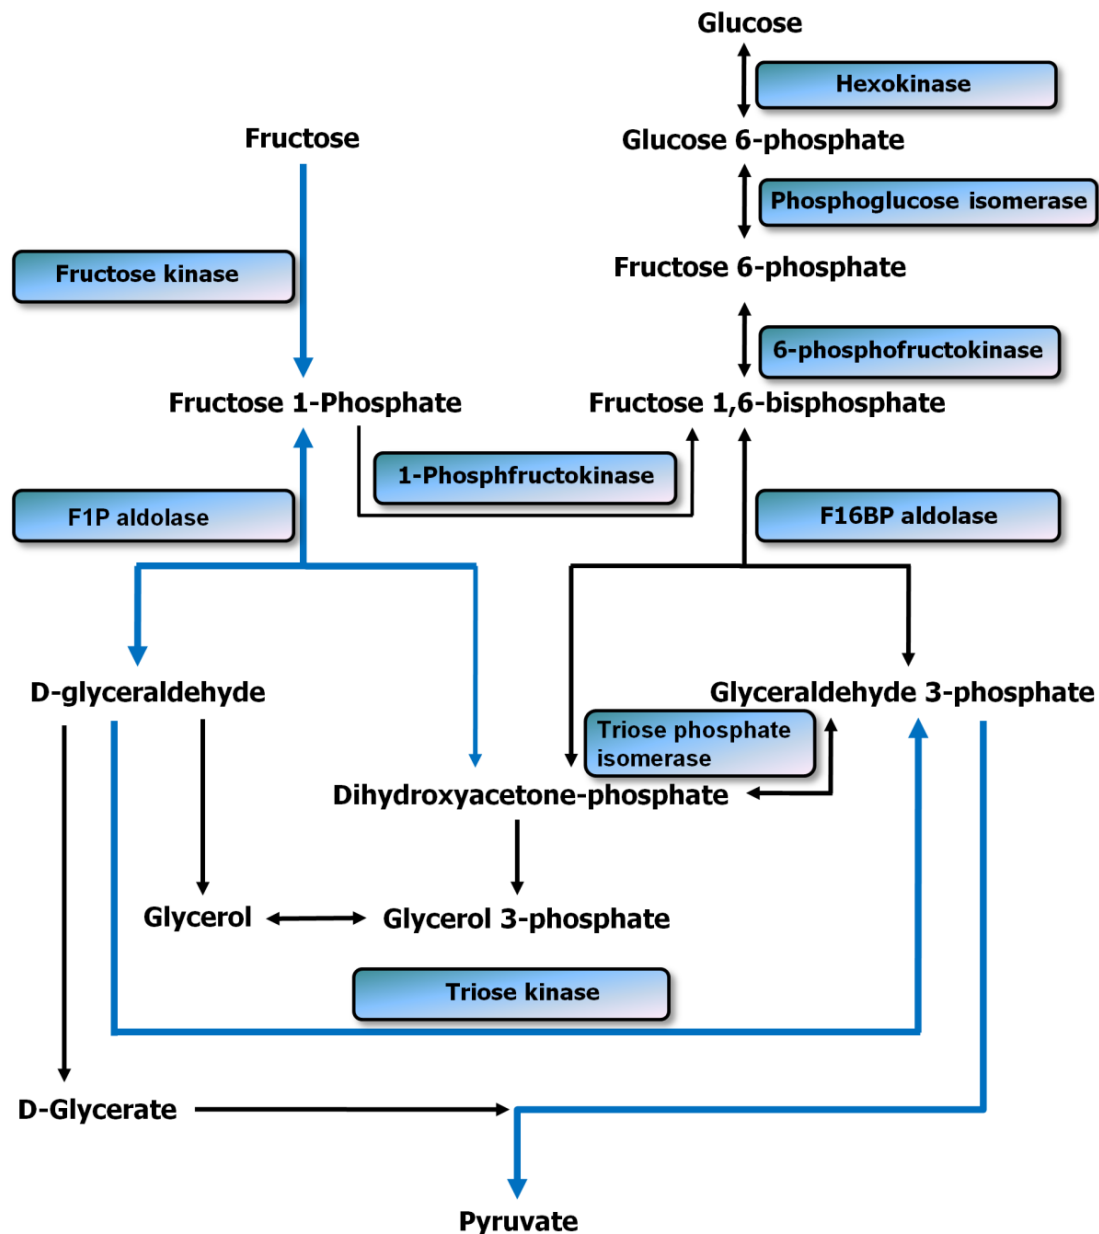 Glucose
Hexokinase
Fructose
Glucose 6-phosphate
Phosphoglucose isomerase
Fructose kinase
Fructose 6-phosphate
6-phosphofructokinase
Fructose 1-Phosphate
Fructose 1,6-bisphosphate
1-Phosphfructokinase
F1P aldolase
F16BP aldolase
D-glyceraldehyde
Glyceraldehyde 3-phosphate
Triose phosphate
isomerase
Dihydroxyacetone-phosphate
Glycerol
Glycerol 3-phosphate
Triose kinase
D-Glycerate
Pyruvate